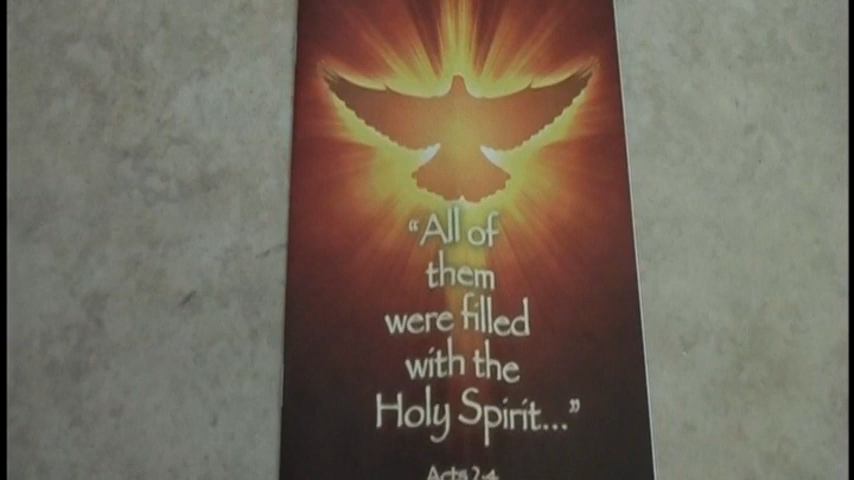 “All of
them
were filled
with the
Holy Spirit...”
Acts 2:4